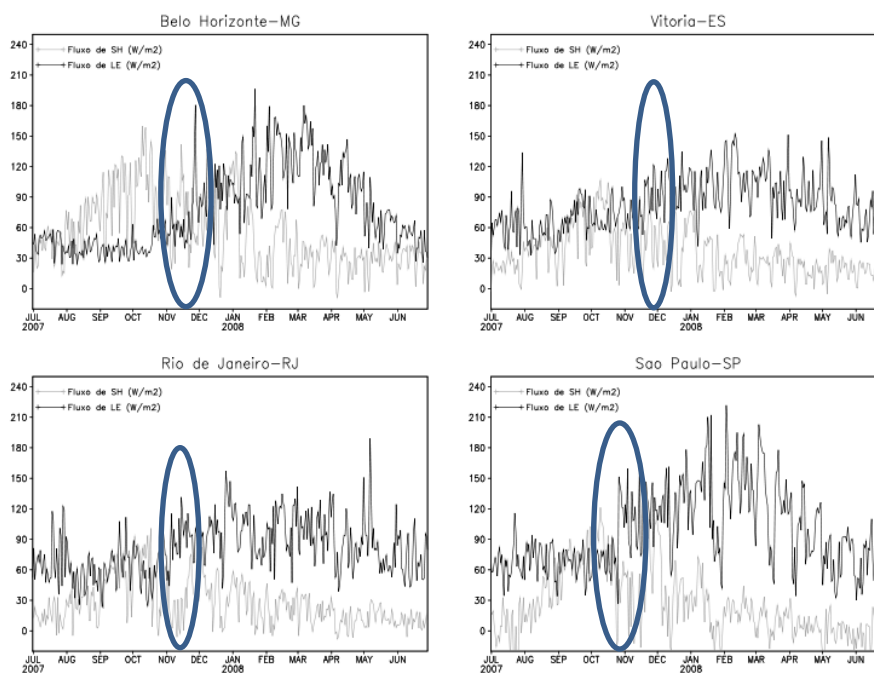 Belo Horizonte-MG
240
210
180
150
120
90
60
30
0
Fluxo de SH (W/m2)
Fluxo de LE (W/m2)
JUL AUG SEP OCT NOV DEC JAN FEB MAR APR MAY JUN
2007 2008
Vitoria-ES
240
210
180
150
120
90
60
30
0
Fluxo de SH (W/m2)
Fluxo de LE (W/m2)
JUL AUG SEP OCT NOV DEC JAN FEB MAR APR MAY JUN
2007 2008
Rio de Janeiro-RJ
240
210
180
150
120
90
60
30
0
Fluxo de SH (W/m2)
Fluxo de LE (W/m2)
JUL AUG SEP OCT NOV DEC JAN FEB MAR APR MAY JUN
2007 2008
Sao Paulo-SP
240
210
180
150
120
90
60
30
0
Fluxo de SH (W/m2)
Fluxo de LE (W/m2)
JUL AUG SEP OCT NOV DEC JAN FEB MAR APR MAY JUN
2007 2008